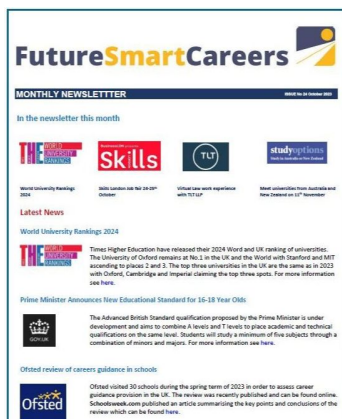 FutureSmartCareers
MONTHLY NEWSLETTTER
ISSUE No 24 October 2023
In the newsletter this month
THE WORLD UNIVERSITY RANKINGS
Skills
TLT
studyoptions
World University Rankings 2024
Skills London Job fair 24-25th October
Virtual Law work experience with TLT LLP
Meet universities from Australia and New Zealand on 11th November
Latest News
World University Rankings 2024
THE WORLD UNIVERSITY RANKINGS
Times Higher Education have released their 2024 Word and UK ranking of universities.
The University of Oxford remains at No.1 in the UK and the World with Stanford and MIT
ascending to places 2 and 3. The top three universities in the UK are the same as in 2023
with Oxford, Cambridge and Imperial claiming the top three spots. For more information
see here.
Prime Minister Announces New Educational Standard for 16-18 Year Olds
GOV.UK
The Advanced British Standard qualification proposed by the Prime Minister is under
development and aims to combine A levels and T levels to place academic and technical
qualifications on the same level. Students will study a minimum of five subjects through a
combination of minors and majors. For more information see here.
Ofsted review of careers guidance in schools
Ofsted
Ofsted visited 30 schools during the spring term of 2023 in order to assess career
guidance provision in the UK. The review was recently published and can be found online.
Schoolsweek.com published an article summarising the key points and conclusions of the
review which can be found here.